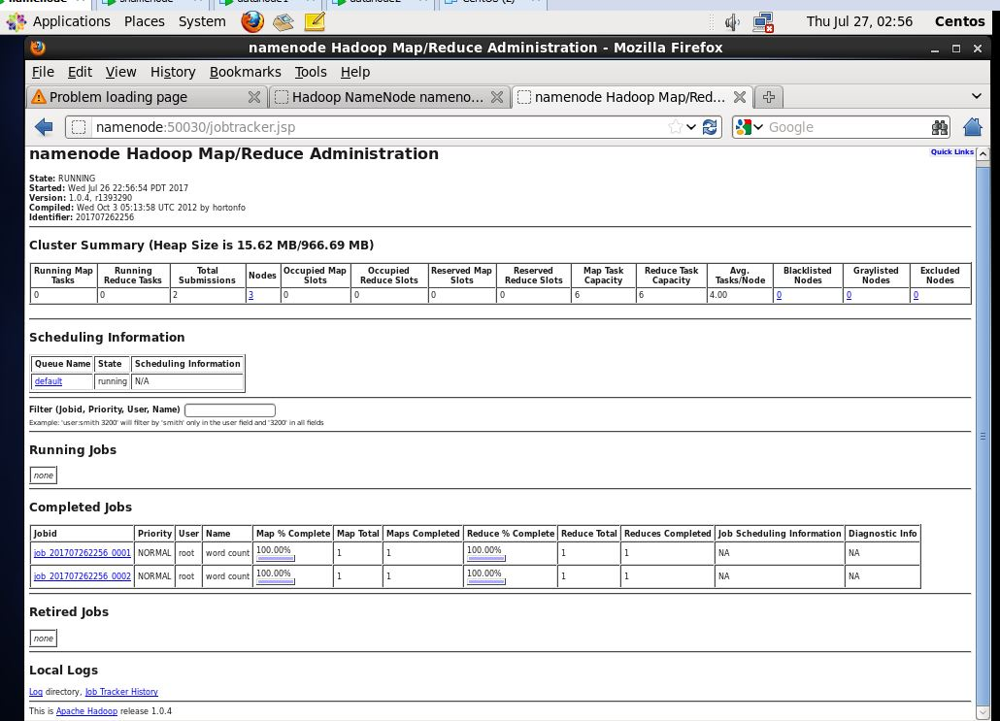 namenode snamenode datanode1 datanode2 CentOS (2)
Applications Places System Thu Jul 27, 02:56 Centos
namenode Hadoop Map/Reduce Administration - Mozilla Firefox
File Edit View History Bookmarks Tools Help
Problem loading page Hadoop NameNode nameno... namenode Hadoop Map/Red...
namenode:50030/jobtracker.jsp Google
namenode Hadoop Map/Reduce Administration
Quick Links
State: RUNNING
Started: Wed Jul 26 22:56:54 PDT 2017
Version: 1.0.4, r1393290
Compiled: Wed Oct 3 05:13:58 UTC 2012 by hortonfo
Identifier: 201707262256
Cluster Summary (Heap Size is 15.62 MB/966.69 MB)
Running Map Tasks Running Reduce Tasks Total Submissions Nodes Occupied Map Slots Occupied Reduce Slots Reserved Map Slots Reserved Reduce Slots Map Task Capacity Reduce Task Capacity Avg. Tasks/Node Blacklisted Nodes Graylisted Nodes Excluded Nodes
0 0 2 3 0 0 0 0 6 6 4.00 0 0 0
Scheduling Information
Queue Name State Scheduling Information
default running N/A
Filter (Jobid, Priority, User, Name)
Example: 'user:smith 3200' will filter by 'smith' only in the user field and '3200' in all fields
Running Jobs
none
Completed Jobs
Jobid Priority User Name Map % Complete Map Total Maps Completed Reduce % Complete Reduce Total Reduces Completed Job Scheduling Information Diagnostic Info
job_201707262256_0001 NORMAL root word count 100.00% 1 1 100.00% 1 1 NA NA
job_201707262256_0002 NORMAL root word count 100.00% 1 1 100.00% 1 1 NA NA
Retired Jobs
none
Local Logs
Log directory, Job Tracker History
This is Apache Hadoop release 1.0.4